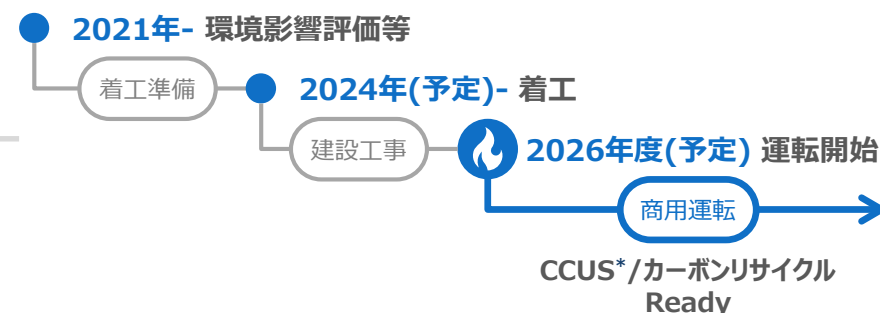 2021年- 環境影響評価等
着工準備
2024年(予定)- 着工
建設工事
2026年度(予定) 運転開始
商用運転
CCUS*/カーボンリサイクル
Ready